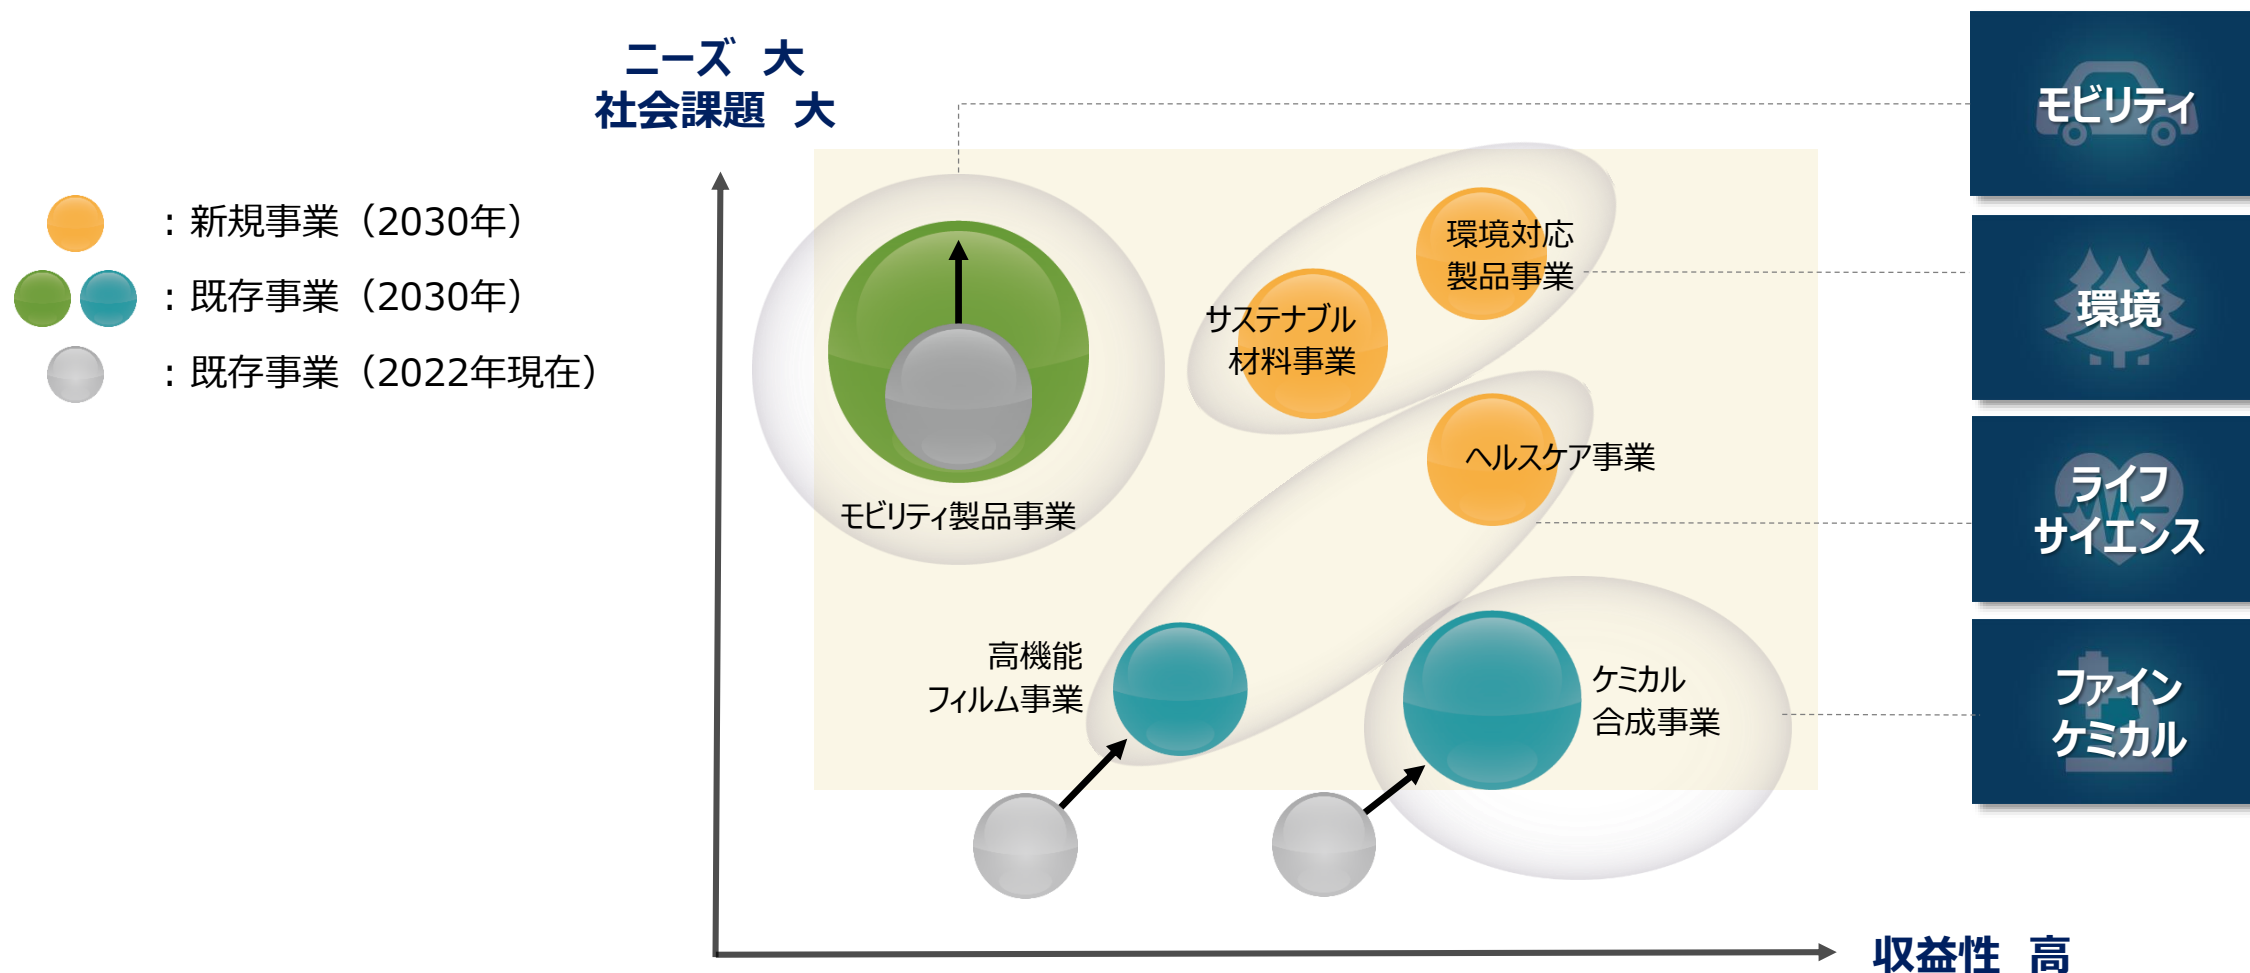 ニーズ　大
社会課題　大
：新規事業（2030年）
：既存事業（2030年）
：既存事業（2022年現在）
モビリティ
環境
ライフ
サイエンス
ファイン
ケミカル
環境対応
製品事業
サステナブル
材料事業
ヘルスケア事業
モビリティ製品事業
高機能
フィルム事業
ケミカル
合成事業
収益性　高